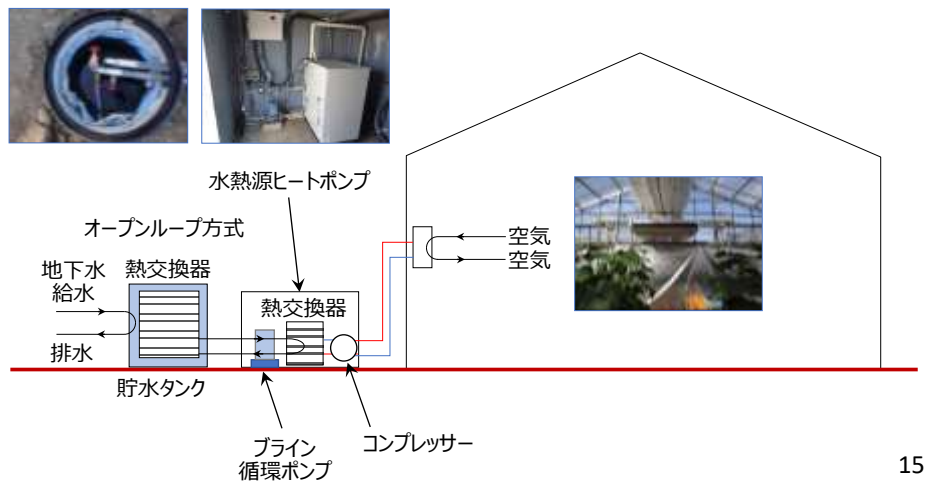 水熱源ヒートポンプ
オープンループ方式
地下水
給水
熱交換器
熱交換器
空気
空気
排水
貯水タンク
ブライン
循環ポンプ
コンプレッサー
15